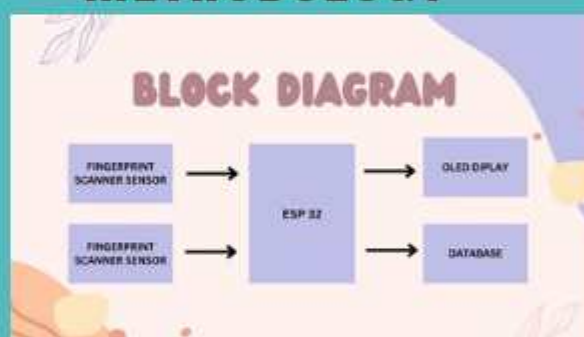 BLOCK DIAGRAM
FINGERPRINT
SCANNER SENSOR
FINGERPRINT
SCANNER SENSOR
ESP 32
OLED DIPLAY
DATABASE